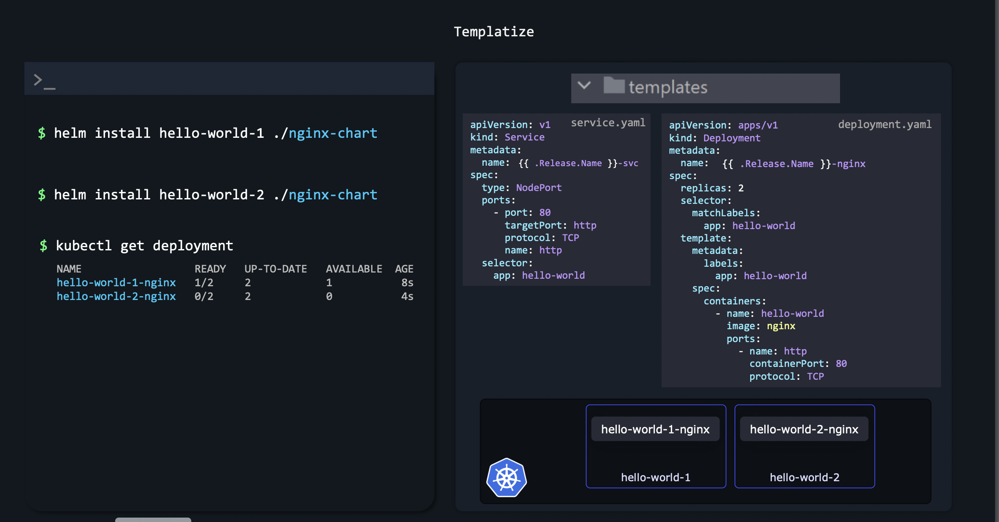 Templatize
>_
$ helm install hello-world-1 ./nginx-chart
$ helm install hello-world-2 ./nginx-chart
$ kubectl get deployment
NAME READY UP-TO-DATE AVAILABLE AGE
hello-world-1-nginx 1/2 2 1 8s
hello-world-2-nginx 0/2 2 0 4s
templates
service.yaml
apiVersion: v1
kind: Service
metadata:
  name: {{ .Release.Name }}-svc
spec:
  type: NodePort
  ports:
    - port: 80
      targetPort: http
      protocol: TCP
      name: http
  selector:
    app: hello-world
deployment.yaml
apiVersion: apps/v1
kind: Deployment
metadata:
  name: {{ .Release.Name }}-nginx
spec:
  replicas: 2
  selector:
    matchLabels:
      app: hello-world
  template:
    metadata:
      labels:
        app: hello-world
    spec:
      containers:
        - name: hello-world
          image: nginx
          ports:
            - name: http
              containerPort: 80
              protocol: TCP
hello-world-1-nginx
hello-world-1
hello-world-2-nginx
hello-world-2